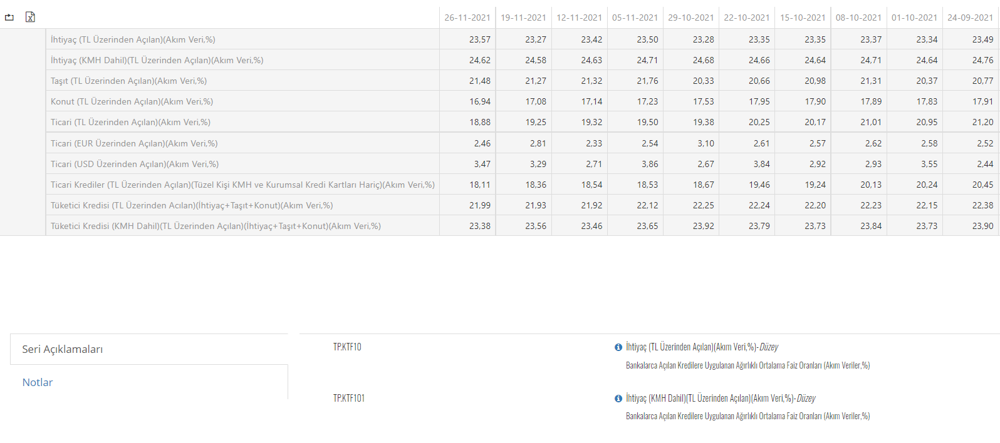 26-11-2021 19-11-2021 12-11-2021 05-11-2021 29-10-2021 22-10-2021 15-10-2021 08-10-2021 01-10-2021 24-09-2021
İhtiyaç (TL Üzerinden Açılan)(Akım Veri,%) 23,57 23,27 23,42 23,50 23,28 23,35 23,35 23,37 23,34 23,49
İhtiyaç (KMH Dahil)(TL Üzerinden Açılan)(Akım Veri,%) 24,62 24,58 24,63 24,71 24,68 24,66 24,64 24,71 24,64 24,76
Taşıt (TL Üzerinden Açılan)(Akım Veri,%) 21,48 21,27 21,32 21,76 20,33 20,66 20,98 21,31 20,37 20,77
Konut (TL Üzerinden Açılan)(Akım Veri,%) 16,94 17,08 17,14 17,23 17,53 17,95 17,90 17,89 17,83 17,91
Ticari (TL Üzerinden Açılan)(Akım Veri,%) 18,88 19,25 19,32 19,50 19,38 20,25 20,17 21,01 20,95 21,20
Ticari (EUR Üzerinden Açılan)(Akım Veri,%) 2,46 2,81 2,33 2,54 3,10 2,61 2,57 2,62 2,58 2,52
Ticari (USD Üzerinden Açılan)(Akım Veri,%) 3,47 3,29 2,71 3,86 2,67 3,84 2,92 2,93 3,55 2,44
Ticari Krediler (TL Üzerinden Açılan)(Tüzel Kişi KMH ve Kurumsal Kredi Kartları Hariç)(Akım Veri,%) 18,11 18,36 18,54 18,53 18,67 19,46 19,24 20,13 20,24 20,45
Tüketici Kredisi (TL Üzerinden Acılan)(İhtiyaç+Taşıt+Konut)(Akım Veri,%) 21,99 21,93 21,92 22,12 22,25 22,24 22,20 22,23 22,15 22,38
Tüketici Kredisi (KMH Dahil)(TL Üzerinden Açılan)(İhtiyaç+Taşıt+Konut)(Akım Veri,%) 23,38 23,56 23,46 23,65 23,92 23,79 23,73 23,84 23,73 23,90
Seri Açıklamaları
Notlar
TP.KTF10 İhtiyaç (TL Üzerinden Açılan)(Akım Veri,%)-Düzey
Bankalarca Açılan Kredilere Uygulanan Ağırlıklı Ortalama Faiz Oranları (Akım Veriler,%)
TP.KTF101 İhtiyaç (KMH Dahil)(TL Üzerinden Açılan)(Akım Veri,%)-Düzey
Bankalarca Açılan Kredilere Uygulanan Ağırlıklı Ortalama Faiz Oranları (Akım Veriler,%)